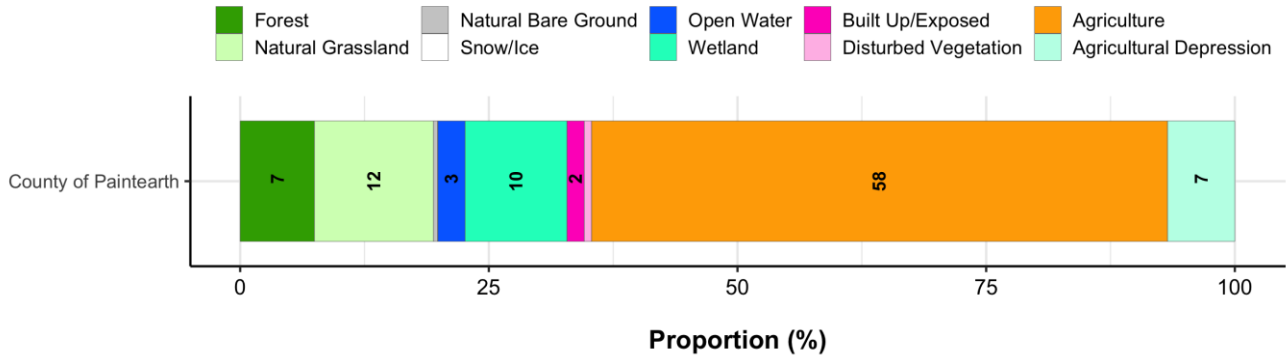 Forest Natural Bare Ground Open Water Built Up/Exposed Agriculture
Natural Grassland Snow/Ice Wetland Disturbed Vegetation Agricultural Depression
County of Paintearth 7 12 3 10 2 58 7
0 25 50 75 100
Proportion (%)